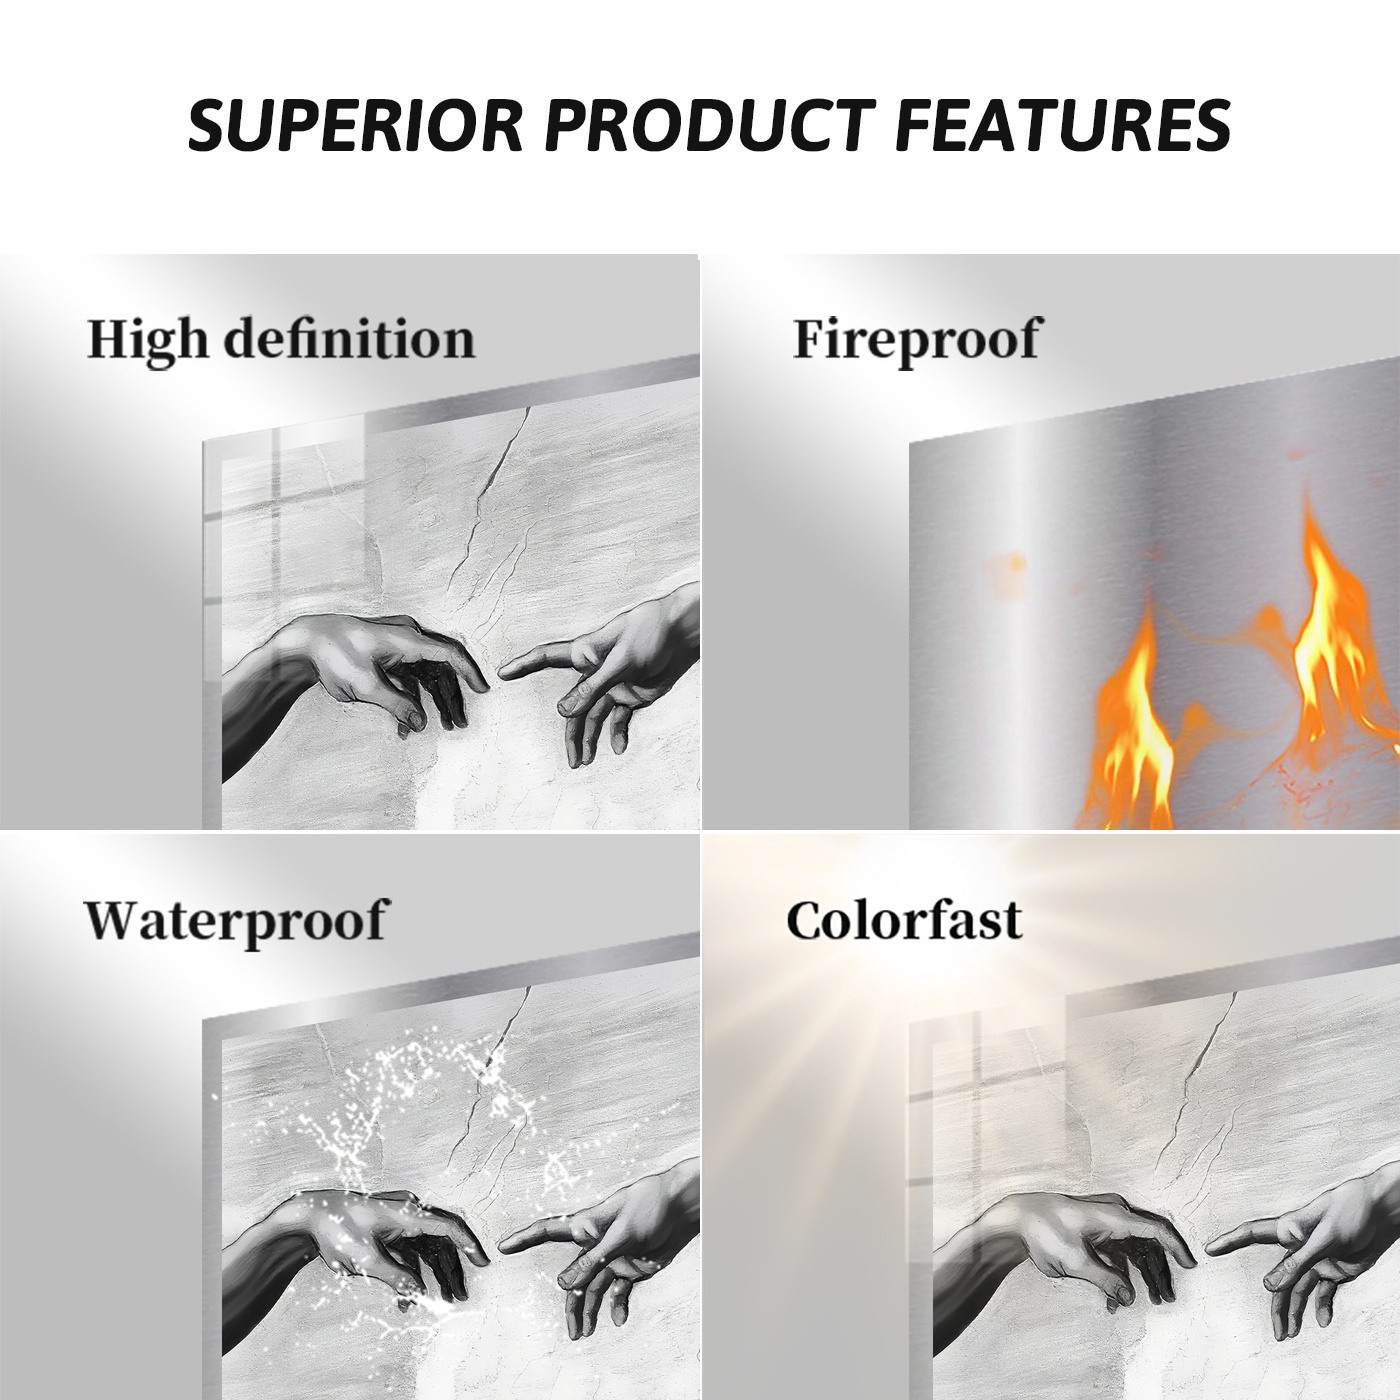 SUPERIOR PRODUCT FEATURES
High definition
Fireproof
Waterproof
Colorfast